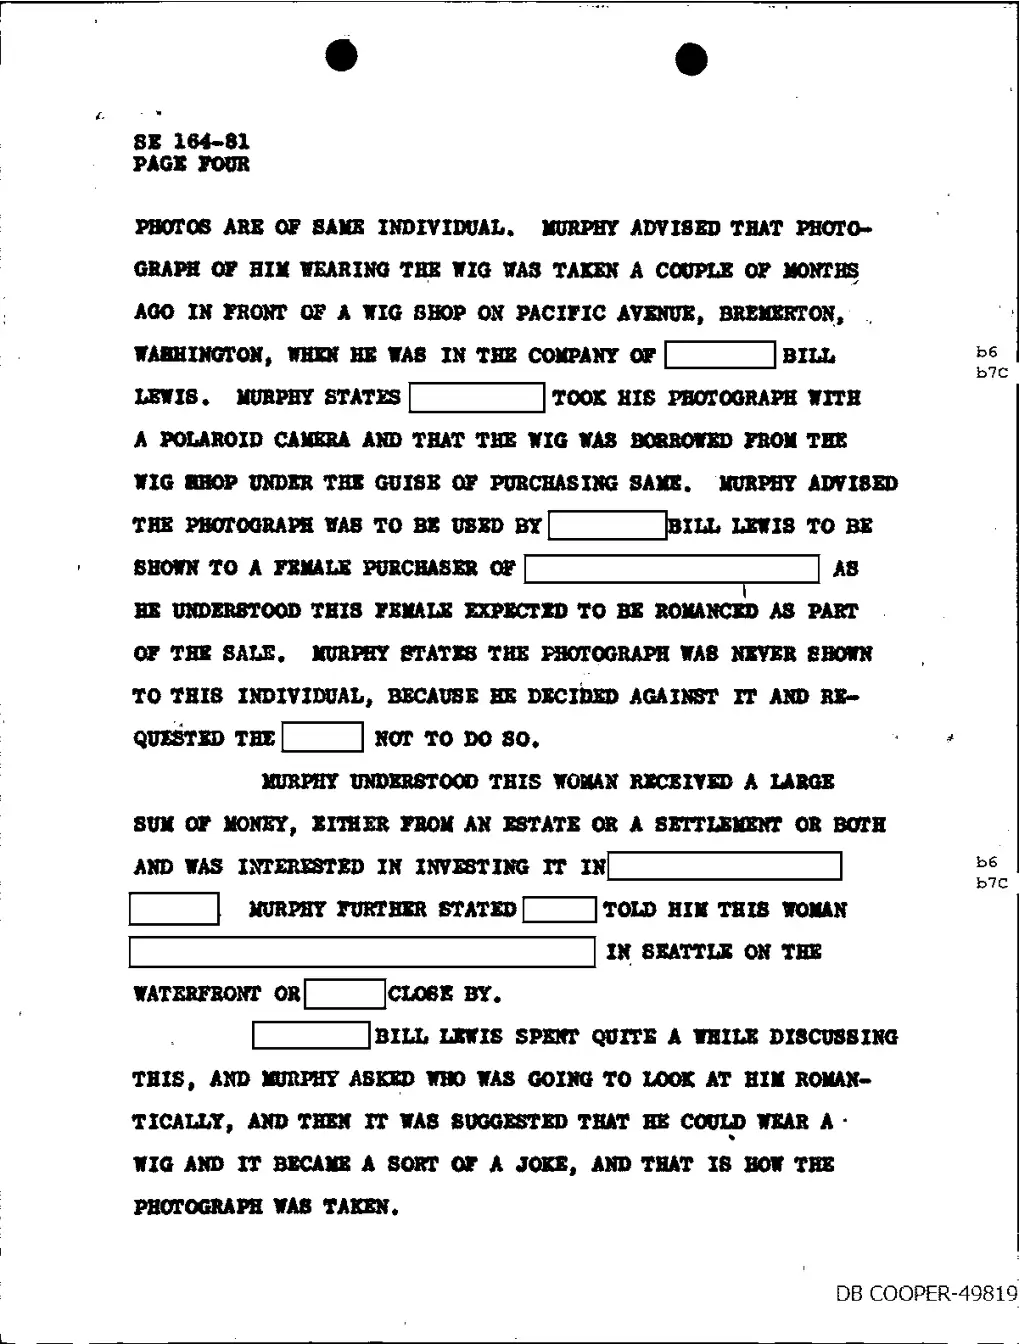 SE 164-81
PAGE FOUR
PHOTOS ARE OF SAME INDIVIDUAL. MURPHY ADVISED THAT PHOTO-
GRAPH OF HIM WEARING THE WIG WAS TAKEN A COUPLE OF MONTHS
AGO IN FRONT OF A WIG SHOP ON PACIFIC AVENUE, BREMERTON,
WASHINGTON, WHEN HE WAS IN THE COMPANY OF BILL
b6
b7C
LEWIS. MURPHY STATES TOOK HIS PHOTOGRAPH WITH
A POLAROID CAMERA AND THAT THE WIG WAS BORROWED FROM THE
WIG SHOP UNDER THE GUISE OF PURCHASING SAME. MURPHY ADVISED
THE PHOTOGRAPH WAS TO BE USED BY BILL LEWIS TO BE
SHOWN TO A FEMALE PURCHASER OF AS
HE UNDERSTOOD THIS FEMALE EXPECTED TO BE ROMANCED AS PART
OF THE SALE. MURPHY STATES THE PHOTOGRAPH WAS NEVER SHOWN
TO THIS INDIVIDUAL, BECAUSE HE DECIDED AGAINST IT AND RE-
QUESTED THE NOT TO DO SO.
MURPHY UNDERSTOOD THIS WOMAN RECEIVED A LARGE
SUM OF MONEY, EITHER FROM AN ESTATE OR A SETTLEMENT OR BOTH
AND WAS INTERESTED IN INVESTING IT IN
b6
b7C
MURPHY FURTHER STATED TOLD HIM THIS WOMAN
IN SEATTLE ON THE
WATERFRONT OR CLOSE BY.
BILL LEWIS SPENT QUITE A WHILE DISCUSSING
THIS, AND MURPHY ASKED WHO WAS GOING TO LOOK AT HIM ROMAN-
TICALLY, AND THEN IT WAS SUGGESTED THAT HE COULD WEAR A
WIG AND IT BECAME A SORT OF A JOKE, AND THAT IS HOW THE
PHOTOGRAPH WAS TAKEN.
DB COOPER-49819